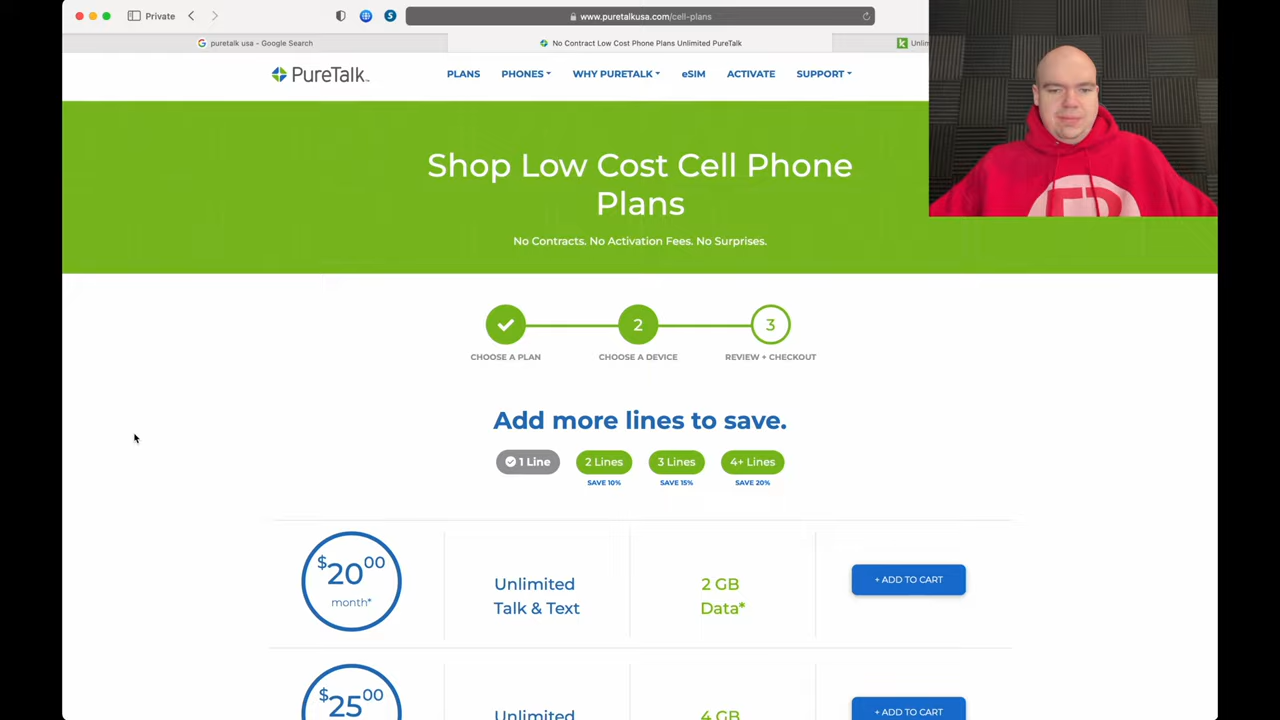 Private
www.puretalkusa.com/cell-plans
puretalk usa – Google Search
No Contract Low Cost Phone Plans Unlimited PureTalk
PureTalk
PLANS
PHONES
WHY PURETALK
eSIM
ACTIVATE
SUPPORT
Shop Low Cost Cell Phone
Plans
No Contracts. No Activation Fees. No Surprises.
2
3
CHOOSE A PLAN
CHOOSE A DEVICE
REVIEW + CHECKOUT
Add more lines to save.
1 Line
2 Lines
3 Lines
4+ Lines
SAVE 10%
SAVE 15%
SAVE 20%
$20 00
month*
Unlimited
Talk & Text
2 GB
Data*
+ ADD TO CART
$25 00
Unlimited
4 GB
+ ADD TO CART